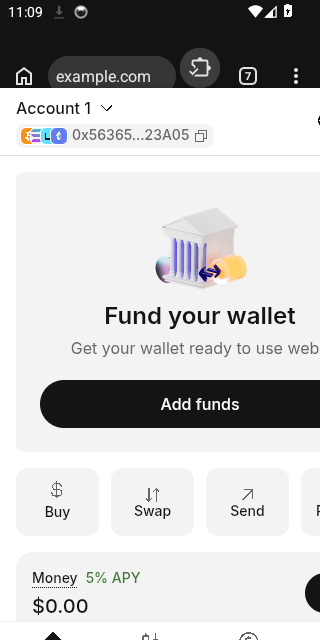 11:09
example.com
7
Account 1
0x56365...23A05
Fund your wallet
Get your wallet ready to use web
Add funds
Buy
Swap
Send
Money 5% APY
$0.00